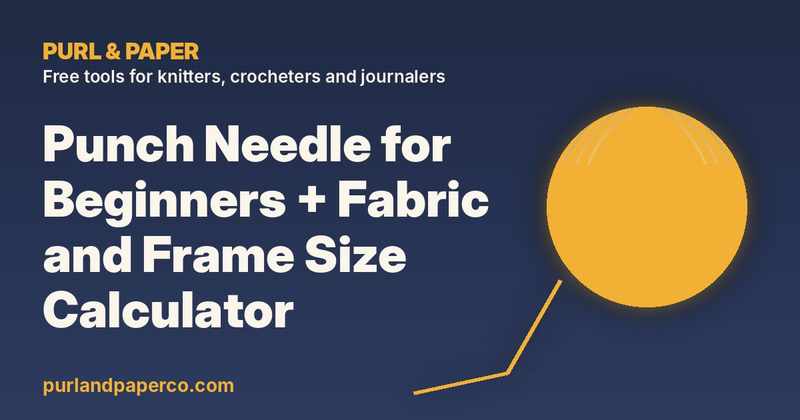 PURL & PAPER
Free tools for knitters, crocheters and journalers
Punch Needle for
Beginners + Fabric
and Frame Size
Calculator
purlandpaperco.com